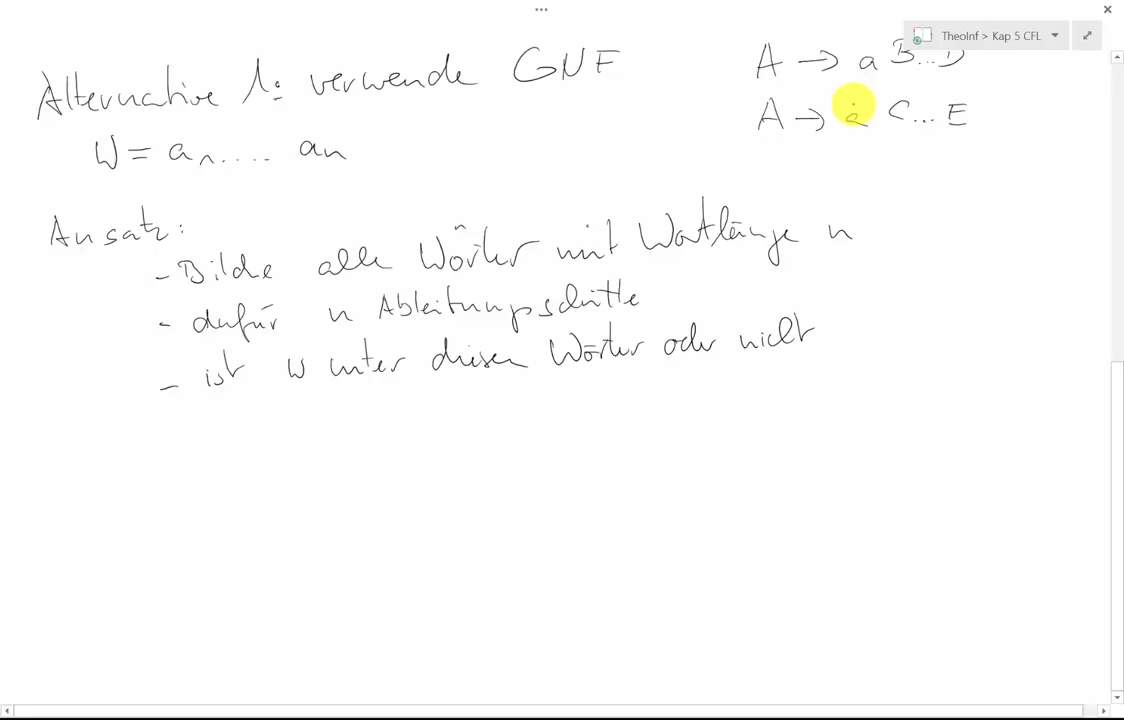 ...
TheoInf > Kap 5 CFL
Alternative 1: verwende GNF
A → a B...D
A → a C...E
W = a₁..... an
Ansatz:
- Bilde alle Wörter mit Wortlänge n
- dafür n Ableitungsschritte
- ist w unter diesen Wörter oder nicht